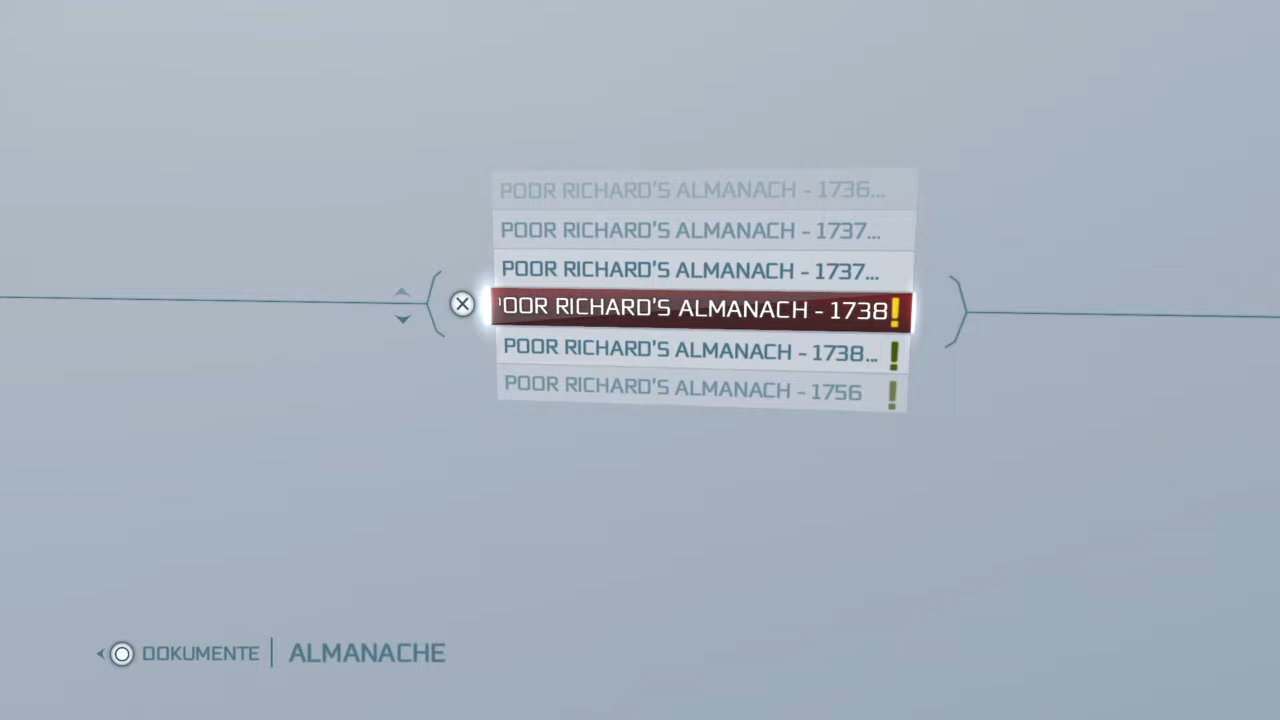 POOR RICHARD'S ALMANACH - 1736...
POOR RICHARD'S ALMANACH - 1737...
POOR RICHARD'S ALMANACH - 1737...
POOR RICHARD'S ALMANACH - 1738!
POOR RICHARD'S ALMANACH - 1738... !
POOR RICHARD'S ALMANACH - 1756 !
DOKUMENTE | ALMANACHE